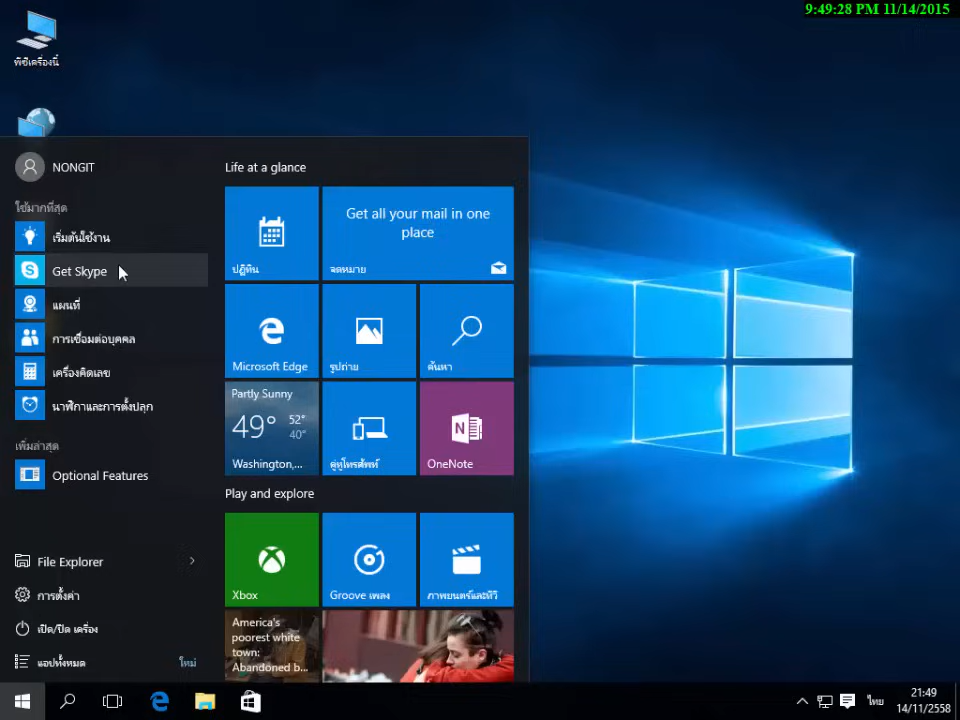 9:49:28 PM 11/14/2015
พีซีเครื่องนี้
NONGIT
Life at a glance
ใช้มากที่สุด
เริ่มต้นใช้งาน
Get Skype
แผนที่
การเชื่อมต่อบุคคล
เครื่องคิดเลข
นาฬิกาและการตั้งปลุก
เพิ่มล่าสุด
Optional Features
File Explorer
การตั้งค่า
เปิด/ปิด เครื่อง
แอปทั้งหมด
ใหม่
ปฏิทิน
Get all your mail in one
place
จดหมาย
Microsoft Edge
รูปถ่าย
ค้นหา
Partly Sunny
49° 52°
40°
Washington,...
คู่หูโทรศัพท์
OneNote
Play and explore
Xbox
Groove เพลง
ภาพยนตร์และทีวี
America's
poorest white
town:
Abandoned b...
ไทย
21:49
14/11/2558